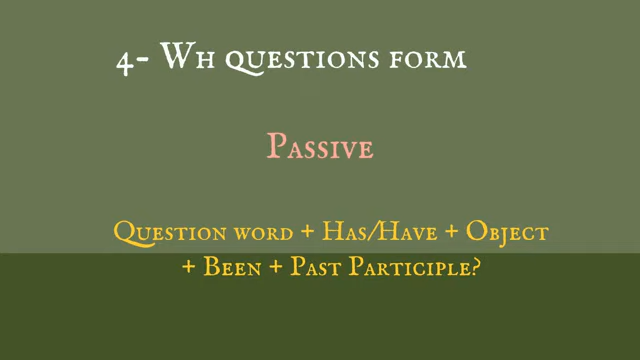 4- Wh questions form
Passive
Question word + Has/Have + Object
+ Been + Past Participle?